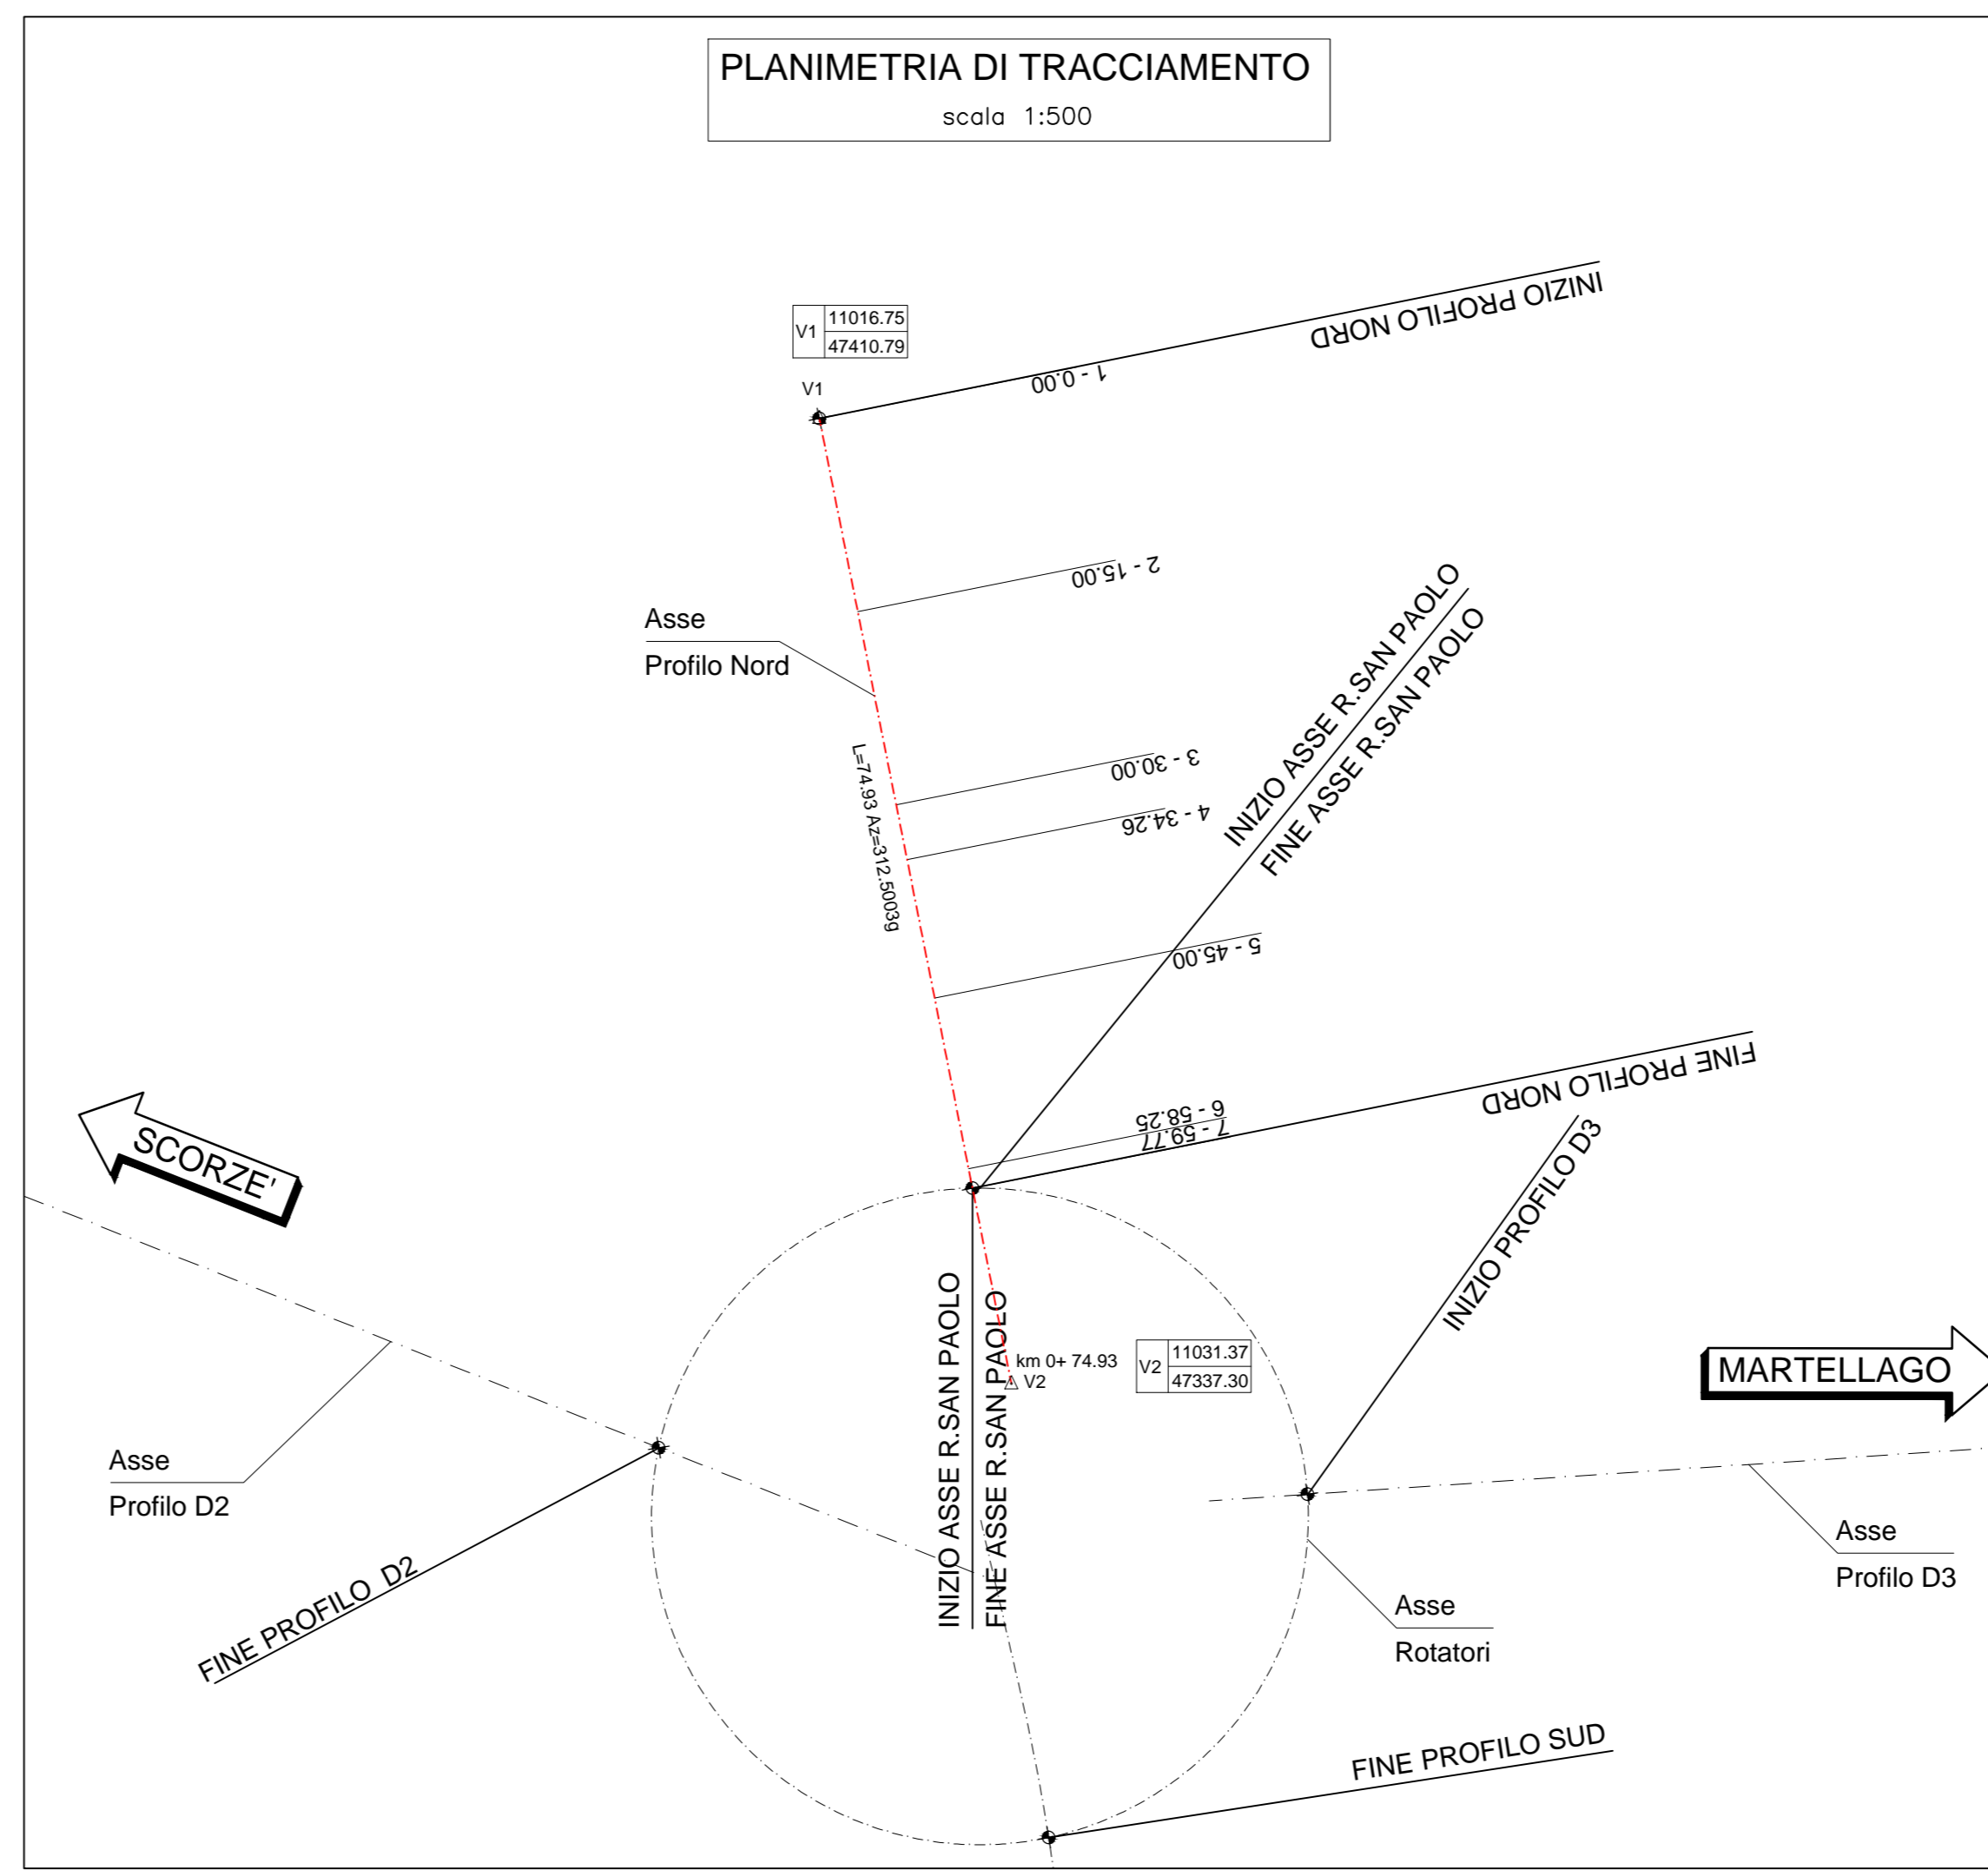 PLANIMETRIA DI TRACCIAMENTO
scala 1:500
V1
11016.75
47410.79
V1
INIZIO PROFILO NORD
1 - 0.00
2 - 15.00
Asse
Profilo Nord
3 - 30.00
4 - 34.26
L=74.93 Az=312.5003g
INIZIO ASSE R.SAN PAOLO
FINE ASSE R.SAN PAOLO
5 - 45.00
FINE PROFILO NORD
6 - 58.25
7 - 59.77
SCORZE'
INIZIO PROFILO D3
INIZIO ASSE R.SAN PAOLO
FINE ASSE R.SAN PAOLO
km 0+ 74.93
V2
V2
11031.37
47337.30
MARTELLAGO
Asse
Profilo D2
FINE PROFILO D2
Asse
Profilo D3
Asse
Rotatori
FINE PROFILO SUD